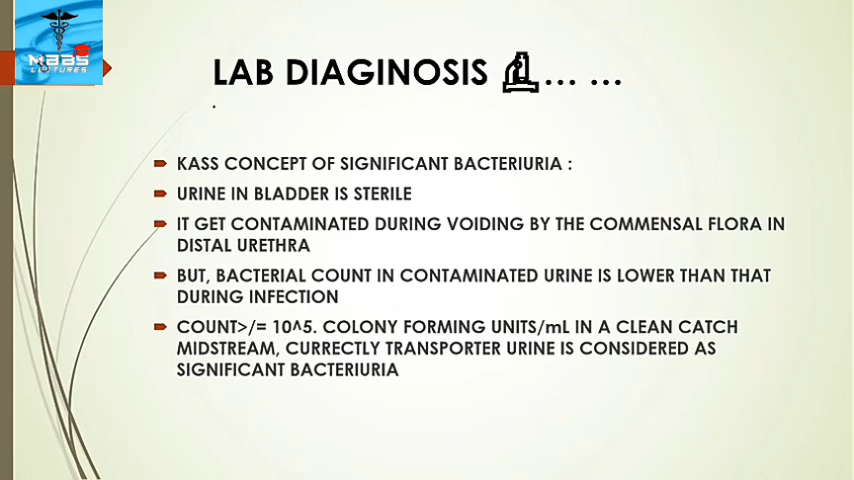 MBBS
LECTURES
LAB DIAGINOSIS … …
.
KASS CONCEPT OF SIGNIFICANT BACTERIURIA :
URINE IN BLADDER IS STERILE
IT GET CONTAMINATED DURING VOIDING BY THE COMMENSAL FLORA IN
DISTAL URETHRA
BUT, BACTERIAL COUNT IN CONTAMINATED URINE IS LOWER THAN THAT
DURING INFECTION
COUNT>/= 10^5. COLONY FORMING UNITS/mL IN A CLEAN CATCH
MIDSTREAM, CURRECTLY TRANSPORTER URINE IS CONSIDERED AS
SIGNIFICANT BACTERIURIA